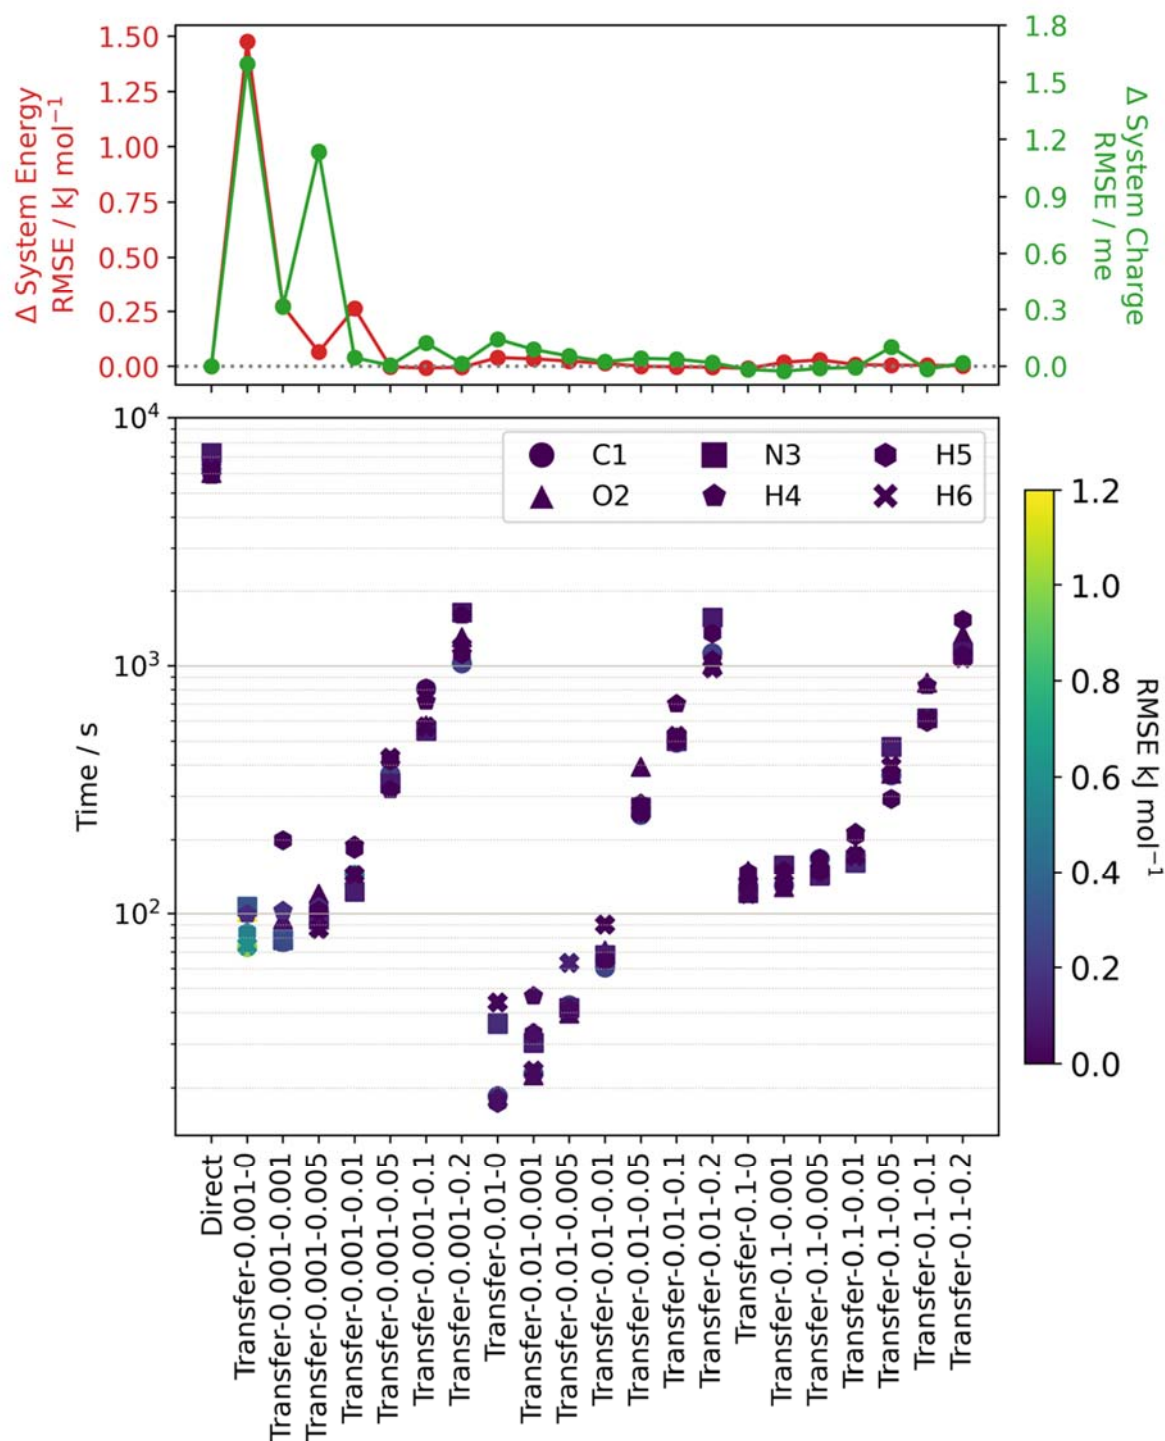 Δ System Energy
RMSE / kJ mol⁻¹
1.50
1.25
1.00
0.75
0.50
0.25
0.00
1.8
1.5
1.2
0.9
0.6
0.3
0.0
Δ System Charge
RMSE / me
Time / s
10⁴
10³
10²
C1 N3 H5
O2 H4 H6
1.2
1.0
0.8
0.6
0.4
0.2
0.0
RMSE kJ mol⁻¹
Direct
Transfer-0.001-0
Transfer-0.001-0.001
Transfer-0.001-0.005
Transfer-0.001-0.01
Transfer-0.001-0.05
Transfer-0.001-0.1
Transfer-0.001-0.2
Transfer-0.01-0
Transfer-0.01-0.001
Transfer-0.01-0.005
Transfer-0.01-0.01
Transfer-0.01-0.05
Transfer-0.01-0.1
Transfer-0.01-0.2
Transfer-0.1-0
Transfer-0.1-0.001
Transfer-0.1-0.005
Transfer-0.1-0.01
Transfer-0.1-0.05
Transfer-0.1-0.1
Transfer-0.1-0.2